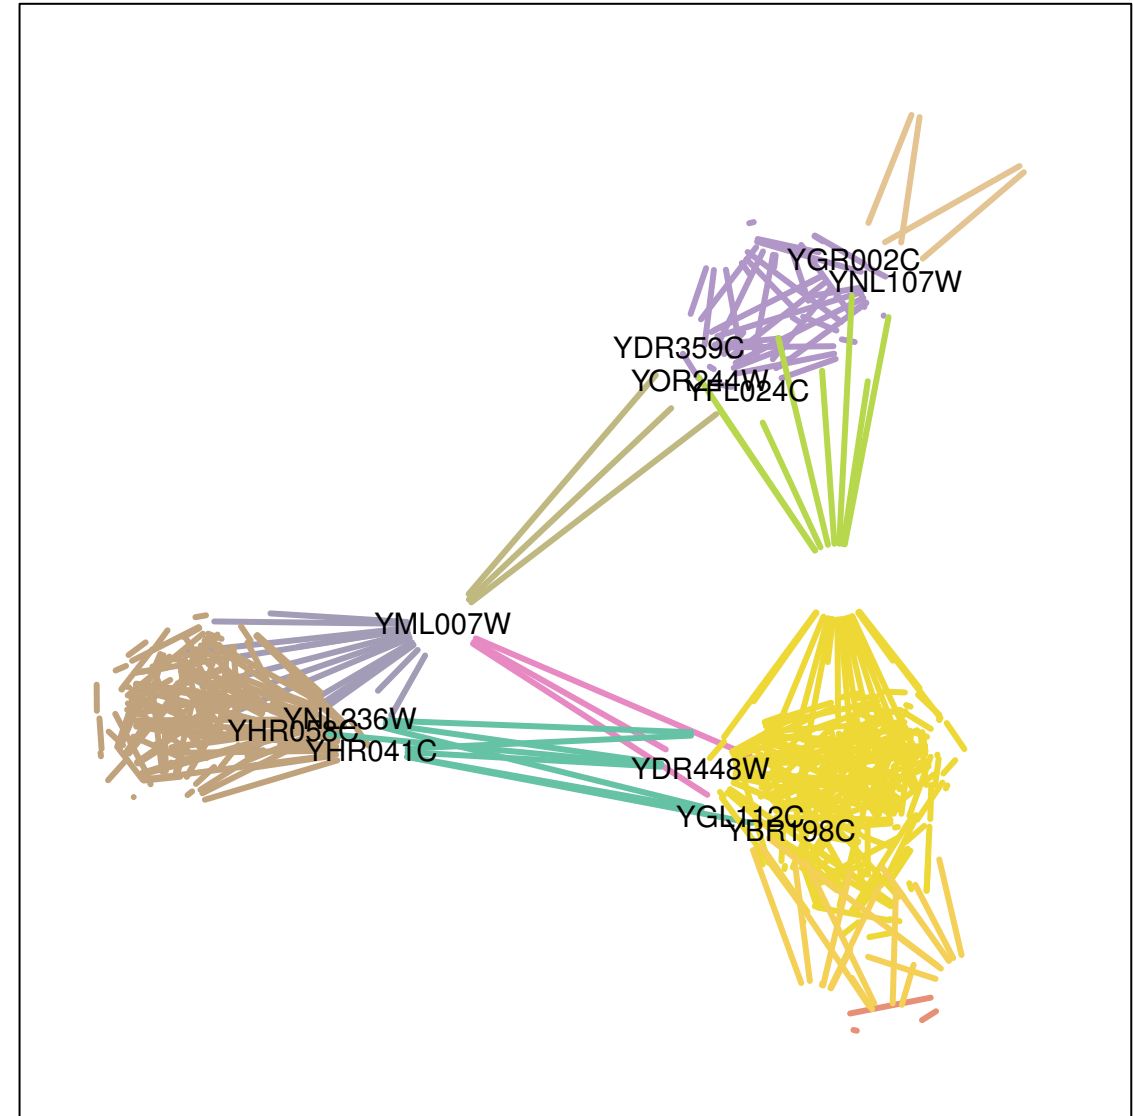 YGR002C
YNL107W
YDR359C
YOR244W
YFL024C
YML007W
YNL236W
YHR058C
YHR041C
YDR448W
YGL112C
YBR198C